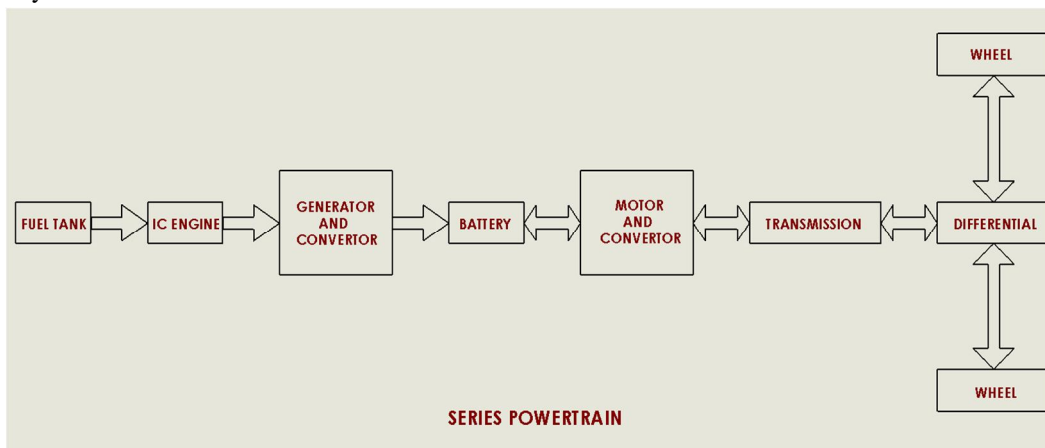 WHEEL
FUEL TANK
IC ENGINE
GENERATOR
AND
CONVERTOR
BATTERY
MOTOR
AND
CONVERTOR
TRANSMISSION
DIFFERENTIAL
WHEEL
SERIES POWERTRAIN